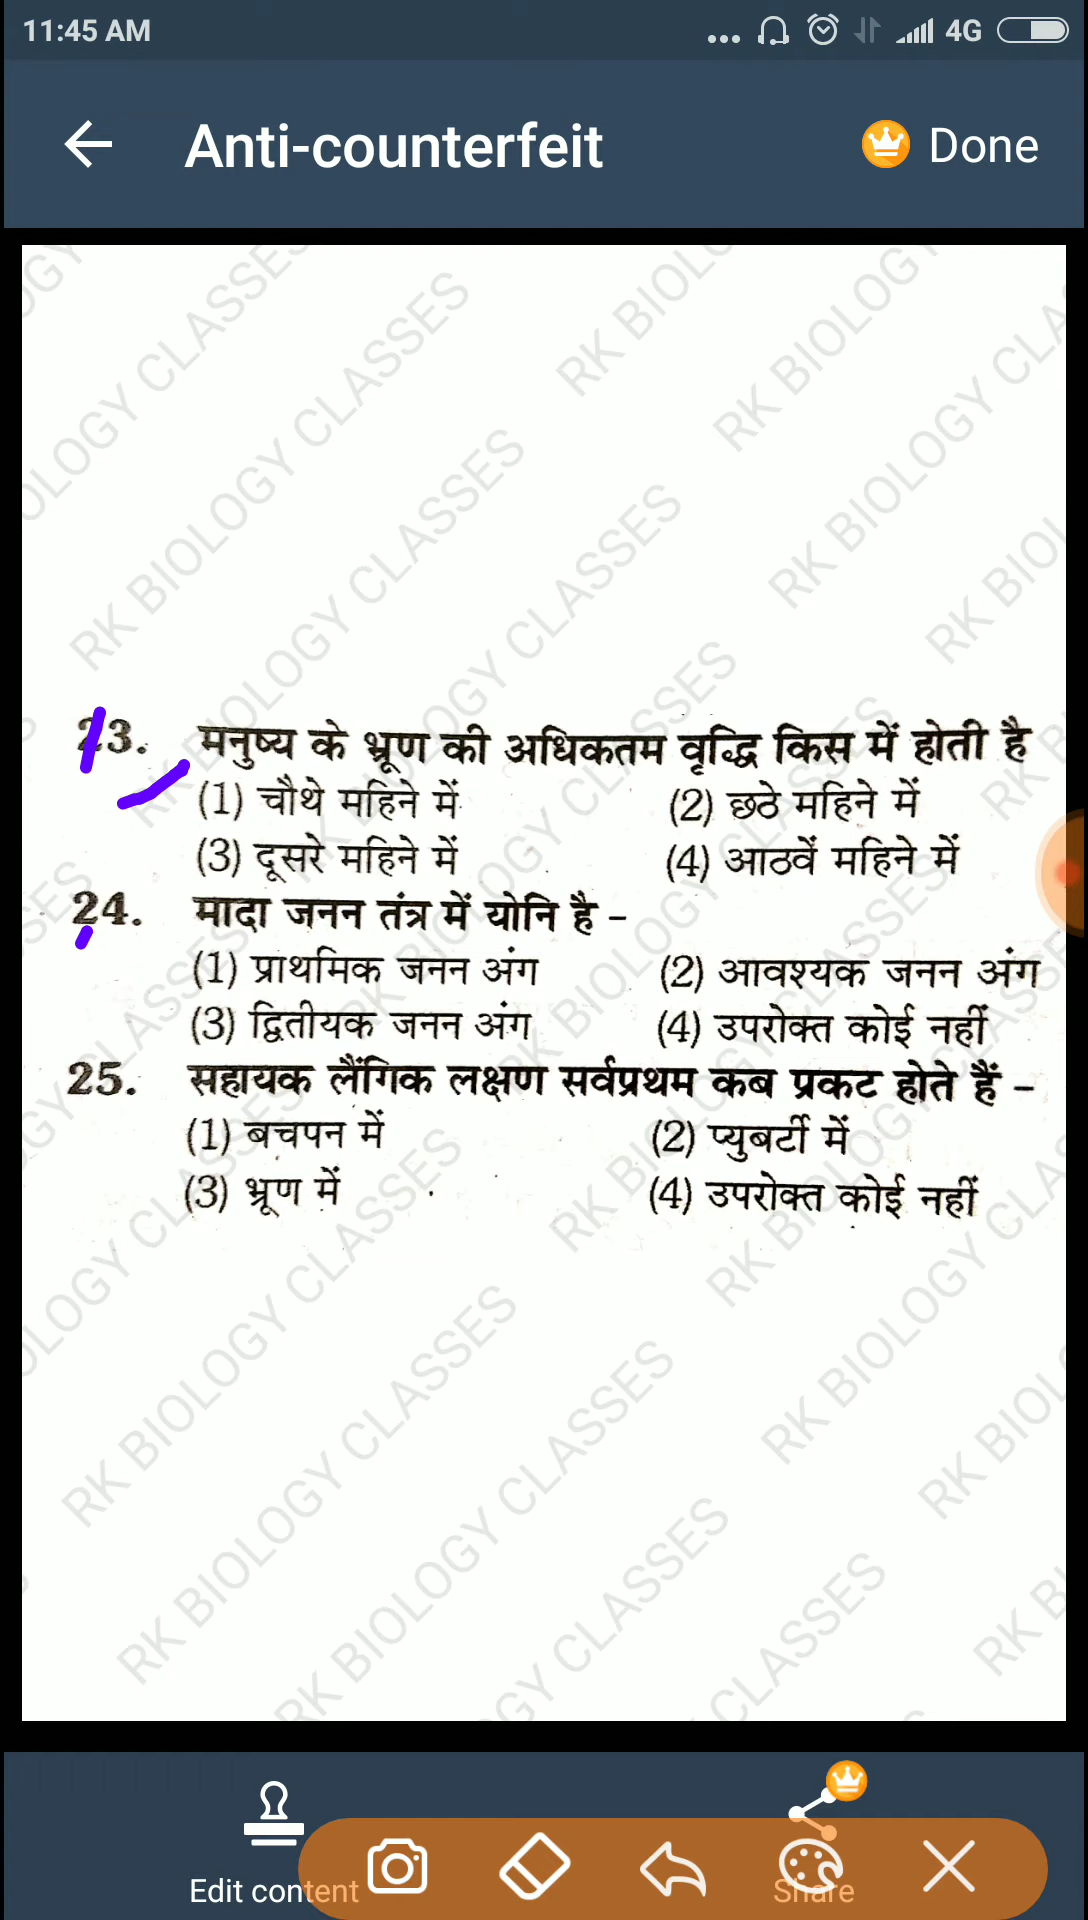 11:45 AM
4G
Anti-counterfeit
Done
23. मनुष्य के भ्रूण की अधिकतम वृद्धि किस में होती है
(1) चौथे महिने में (2) छठे महिने में
(3) दूसरे महिने में (4) आठवें महिने में
24. मादा जनन तंत्र में योनि है –
(1) प्राथमिक जनन अंग (2) आवश्यक जनन अंग
(3) द्वितीयक जनन अंग (4) उपरोक्त कोई नहीं
25. सहायक लैंगिक लक्षण सर्वप्रथम कब प्रकट होते हैं –
(1) बचपन में (2) प्युबर्टी में
(3) भ्रूण में (4) उपरोक्त कोई नहीं
RK BIOLOGY CLASSES
Edit content
Share